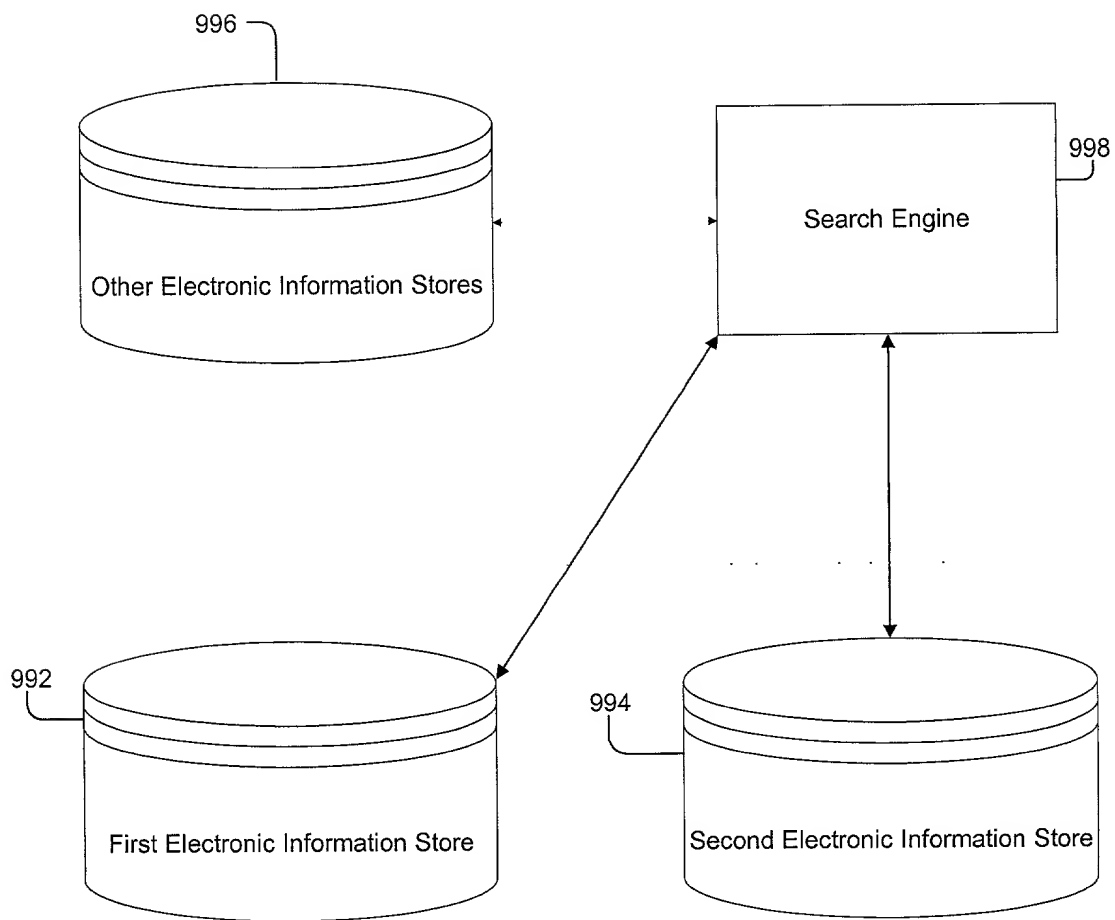 996
998
Search Engine
Other Electronic Information Stores
992
994
First Electronic Information Store
Second Electronic Information Store